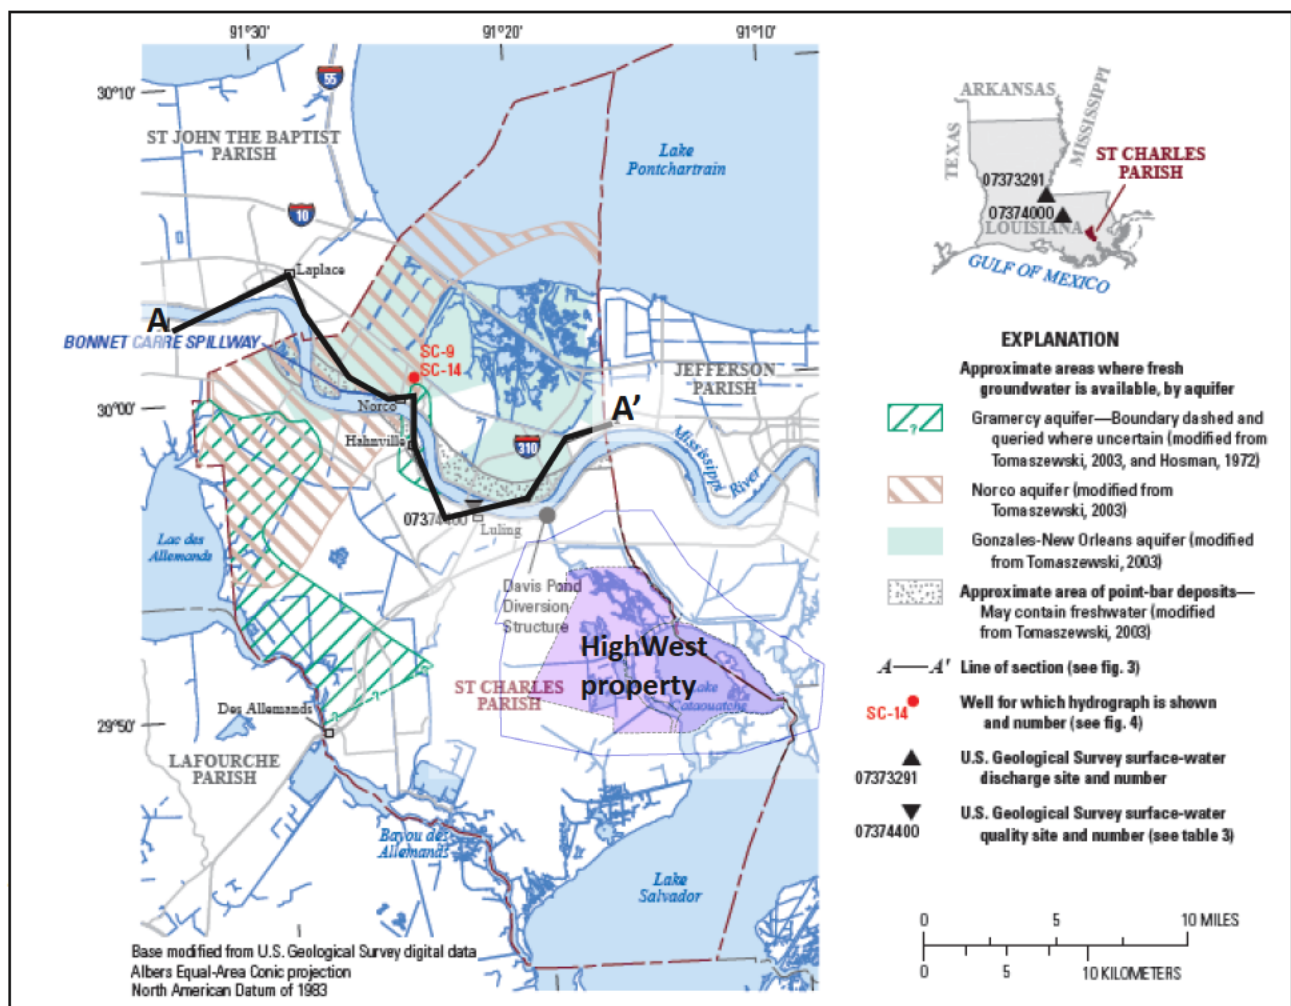 91°30'
91°20'
91°10'
30°10'
55
ST JOHN THE BAPTIST
PARISH
Lake
Pontchartrain
10
Laplace
A
BONNET CARRE SPILLWAY
SC-9
SC-14
JEFFERSON
PARISH
30°00'
Norco
A'
Hahnville
310
Mississippi
River
07374400
Luling
Lac des
Allemands
Davis Pond
Diversion
Structure
HighWest
property
ST CHARLES
PARISH
Lake
Cataouatche
29°50'
Des Allemands
LAFOURCHE
PARISH
Bayou des
Allemands
Lake
Salvador
Base modified from U.S. Geological Survey digital data
Albers Equal-Area Conic projection
North American Datum of 1983
ARKANSAS
TEXAS
MISSISSIPPI
ST CHARLES
PARISH
07373291
07374000
LOUISIANA
GULF OF MEXICO
EXPLANATION
Approximate areas where fresh
groundwater is available, by aquifer
?
Gramercy aquifer—Boundary dashed and
queried where uncertain (modified from
Tomaszewski, 2003, and Hosman, 1972)
Norco aquifer (modified from
Tomaszewski, 2003)
Gonzales-New Orleans aquifer (modified
from Tomaszewski, 2003)
Approximate area of point-bar deposits—
May contain freshwater (modified
from Tomaszewski, 2003)
A—A' Line of section (see fig. 3)
SC-14
Well for which hydrograph is shown
and number (see fig. 4)
07373291
U.S. Geological Survey surface-water
discharge site and number
07374400
U.S. Geological Survey surface-water
quality site and number (see table 3)
0 5 10 MILES
0 5 10 KILOMETERS